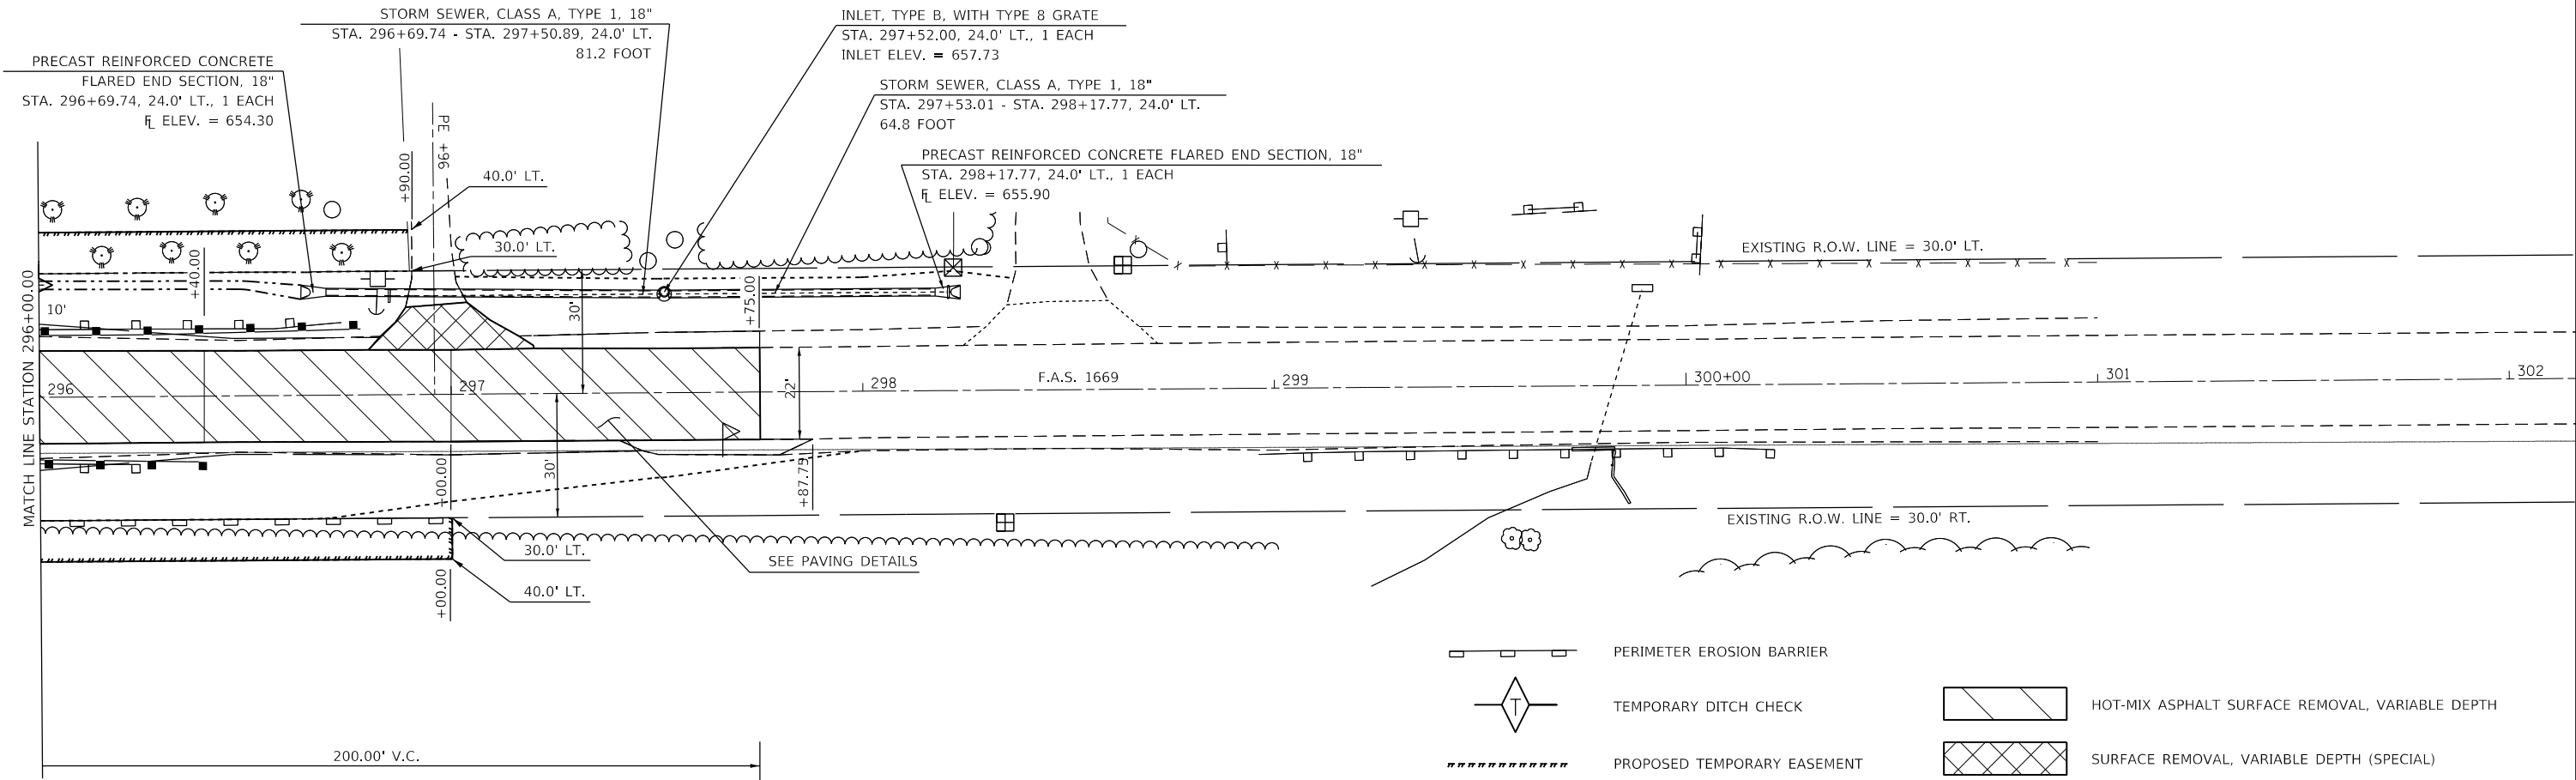 STORM SEWER, CLASS A, TYPE 1, 18"
STA. 296+69.74 - STA. 297+50.89, 24.0' LT.
81.2 FOOT
INLET, TYPE B, WITH TYPE 8 GRATE
STA. 297+52.00, 24.0' LT., 1 EACH
INLET ELEV. = 657.73
PRECAST REINFORCED CONCRETE
FLARED END SECTION, 18"
STA. 296+69.74, 24.0' LT., 1 EACH
FL ELEV. = 654.30
STORM SEWER, CLASS A, TYPE 1, 18"
STA. 297+53.01 - STA. 298+17.77, 24.0' LT.
64.8 FOOT
PRECAST REINFORCED CONCRETE FLARED END SECTION, 18"
STA. 298+17.77, 24.0' LT., 1 EACH
FL ELEV. = 655.90
PE +96
+90.00
40.0' LT.
30.0' LT.
EXISTING R.O.W. LINE = 30.0' LT.
+40.00
+75.00
10'
30'
MATCH LINE STATION 296+00.00
296
297
22'
298
F.A.S. 1669
299
300+00
301
302
+00.00
30'
+87.79
30.0' LT.
SEE PAVING DETAILS
EXISTING R.O.W. LINE = 30.0' RT.
+00.00
40.0' LT.
PERIMETER EROSION BARRIER
T
TEMPORARY DITCH CHECK
HOT-MIX ASPHALT SURFACE REMOVAL, VARIABLE DEPTH
200.00' V.C.
PROPOSED TEMPORARY EASEMENT
SURFACE REMOVAL, VARIABLE DEPTH (SPECIAL)